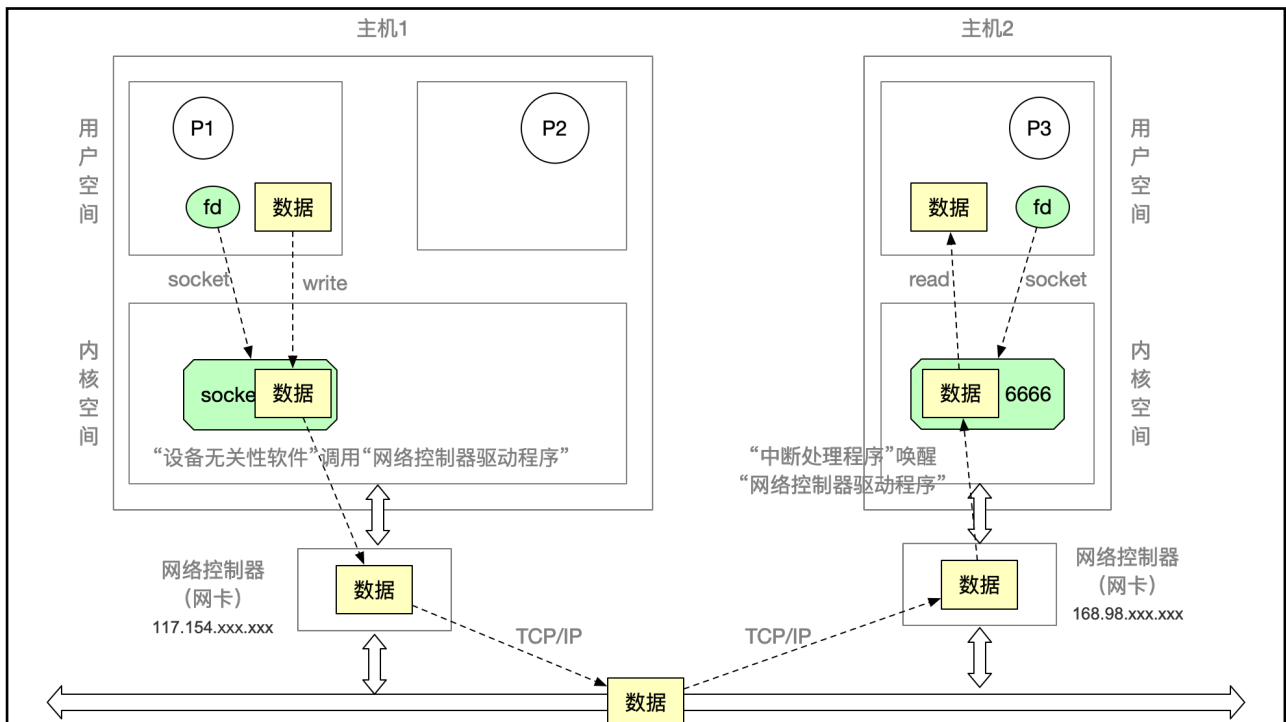 主机1
主机2
用户空间
P1
P2
P3
用户空间
fd
数据
数据
fd
socket
write
read
socket
内核空间
socke
数据
数据
6666
内核空间
“设备无关性软件”调用“网络控制器驱动程序”
“中断处理程序”唤醒
“网络控制器驱动程序”
网络控制器
（网卡）
117.154.xxx.xxx
数据
数据
网络控制器
（网卡）
168.98.xxx.xxx
TCP/IP
TCP/IP
数据